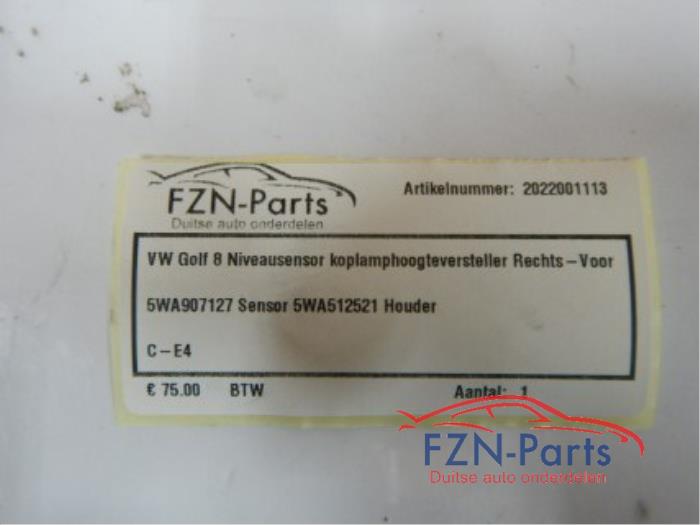 FZN-Parts
Duitse auto onderdelen
Artikelnummer: 2022001113
VW Golf 8 Niveausensor koplamphoogteversteller Rechts-Voor
5WA907127 Sensor 5WA512521 Houder
C-E4
€ 75.00 BTW Aantal: 1
FZN-Parts
Duitse auto onderdelen